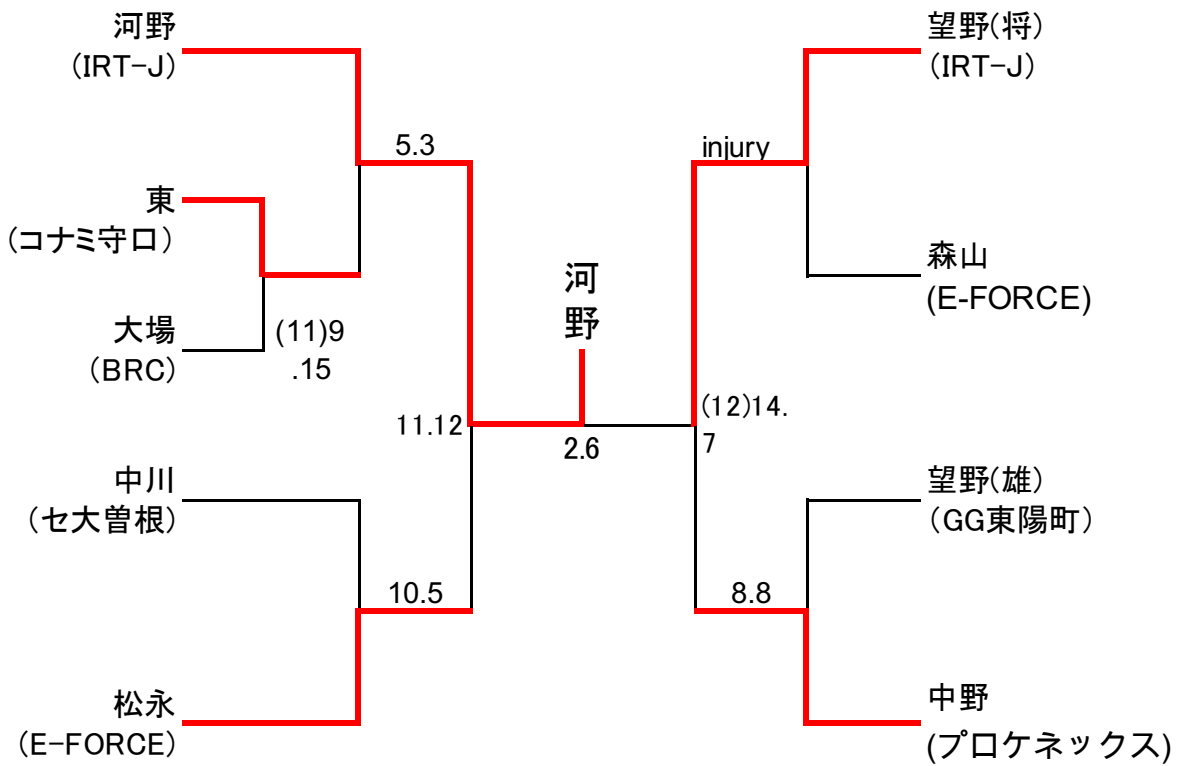 河野
(IRT-J)
5.3
東
(コナミ守口)
大場
(BRC)
(11)9
.15
11.12
中川
(セ大曽根)
10.5
松永
(E-FORCE)
河
野
2.6
望野(将)
(IRT-J)
injury
森山
(E-FORCE)
(12)14.
7
望野(雄)
(GG東陽町)
8.8
中野
(プロケネックス)